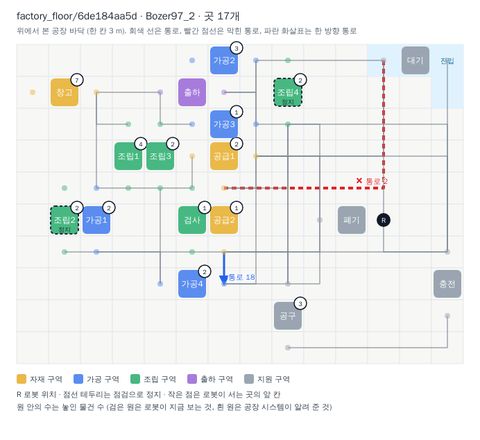 factory_floor/6de184aa5d · Bozer97_2 · 곳 17개
위에서 본 공장 바닥 (한 칸 3 m). 회색 선은 통로, 빨간 점선은 막힌 통로, 파란 화살표는 한 방향 통로
가공2 3
대기
진입
창고 7
출하
조립4 2
정지
가공3 1
조립1 4
조립3 2
공급1 2
통로 2
조립2 2
정지
가공1 2
검사 1
공급2 1
폐기
R
가공4 2
통로 18
충전
공구 3
자재 구역
가공 구역
조립 구역
출하 구역
지원 구역
R 로봇 위치 · 점선 테두리는 점검으로 정지 · 작은 점은 로봇이 서는 곳의 앞 칸
원 안의 수는 놓인 물건 수 (검은 원은 로봇이 지금 보는 것, 흰 원은 공장 시스템이 알려 준 것)